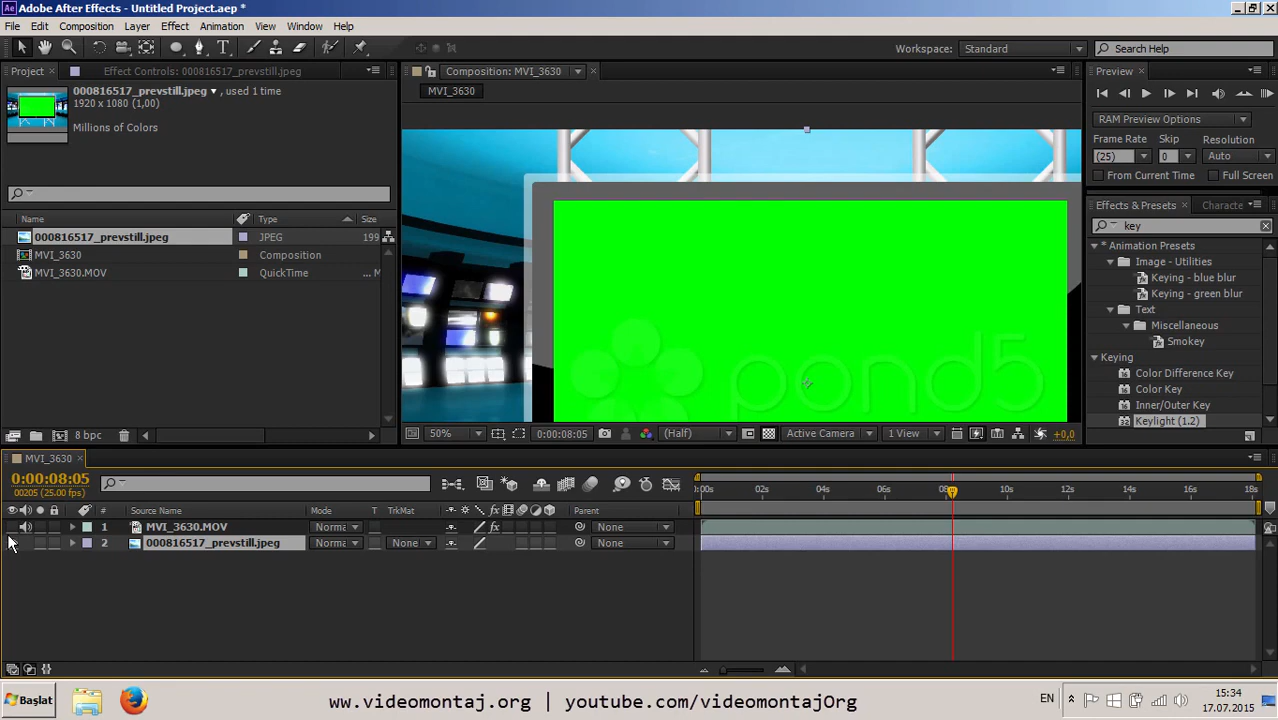 Adobe After Effects - Untitled Project.aep *
File Edit Composition Layer Effect Animation View Window Help
Workspace: Standard Search Help
Project Effect Controls: 000816517_prevstill.jpeg Composition: MVI_3630 Preview
000816517_prevstill.jpeg , used 1 time
1920 x 1080 (1,00)
Millions of Colors
MVI_3630
RAM Preview Options
Frame Rate Skip Resolution
(25) 0 Auto
From Current Time Full Screen
Effects & Presets Characte
key
Name Type Size
000816517_prevstill.jpeg JPEG 199
MVI_3630 Composition
MVI_3630.MOV QuickTime ... M
* Animation Presets
Image - Utilities
Keying - blue blur
Keying - green blur
Text
Miscellaneous
Smokey
Keying
Color Difference Key
Color Key
Inner/Outer Key
Keylight (1.2)
pond5
8 bpc
50% 0:00:08:05 (Half) Active Camera 1 View +0,0
MVI_3630
0:00:08:05
00205 (25.00 fps)
# Source Name Mode T TrkMat Parent
02s 04s 06s 08s 10s 12s 14s 16s 18s
1 MVI_3630.MOV Norma None
2 000816517_prevstill.jpeg Norma None None
Başlat
www.videomontaj.org | youtube.com/videomontajOrg
EN
15:34
17.07.2015